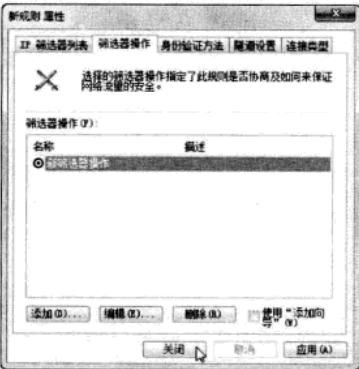 新规则 属性
IP 筛选器列表 筛选器操作 身份验证方法 隧道设置 连接类型
选择的筛选器操作指定了此规则是否协商及如何来保证
网络流量的安全。
筛选器操作(F):
名称 描述
新筛选器操作
添加(D)... 编辑(E)... 删除(R) 使用“添加向
导”(W)
关闭 取消 应用(A)